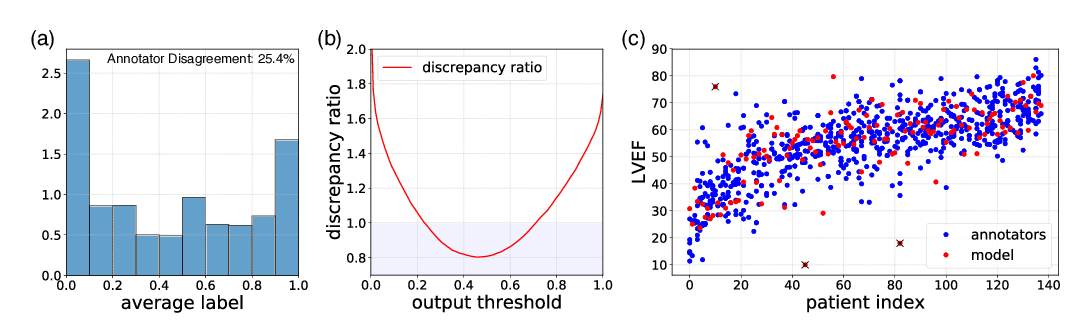 (a)
Annotator Disagreement: 25.4%
2.5
2.0
1.5
1.0
0.5
0.0
0.0 0.2 0.4 0.6 0.8 1.0
average label
(b)
discrepancy ratio
2.0
1.8
1.6
1.4
1.2
1.0
0.8
discrepancy ratio
0.0 0.2 0.4 0.6 0.8 1.0
output threshold
(c)
90
80
70
60
50
40
30
20
10
LVEF
annotators
model
0 20 40 60 80 100 120 140
patient index